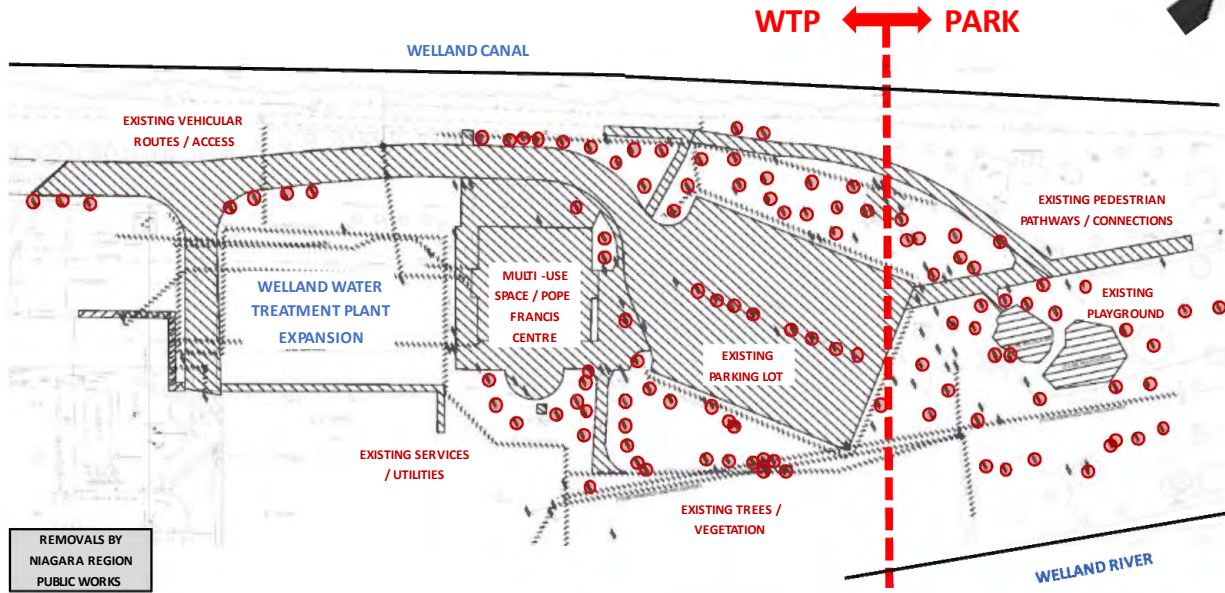 WTP
PARK
WELLAND CANAL
EXISTING VEHICULAR
ROUTES / ACCESS
EXISTING PEDESTRIAN
PATHWAYS / CONNECTIONS
WELLAND WATER
TREATMENT PLANT
EXPANSION
MULTI -USE
SPACE / POPE
FRANCIS
CENTRE
EXISTING
PLAYGROUND
EXISTING
PARKING LOT
EXISTING SERVICES
/ UTILITIES
EXISTING TREES /
VEGETATION
REMOVALS BY
NIAGARA REGION
PUBLIC WORKS
WELLAND RIVER